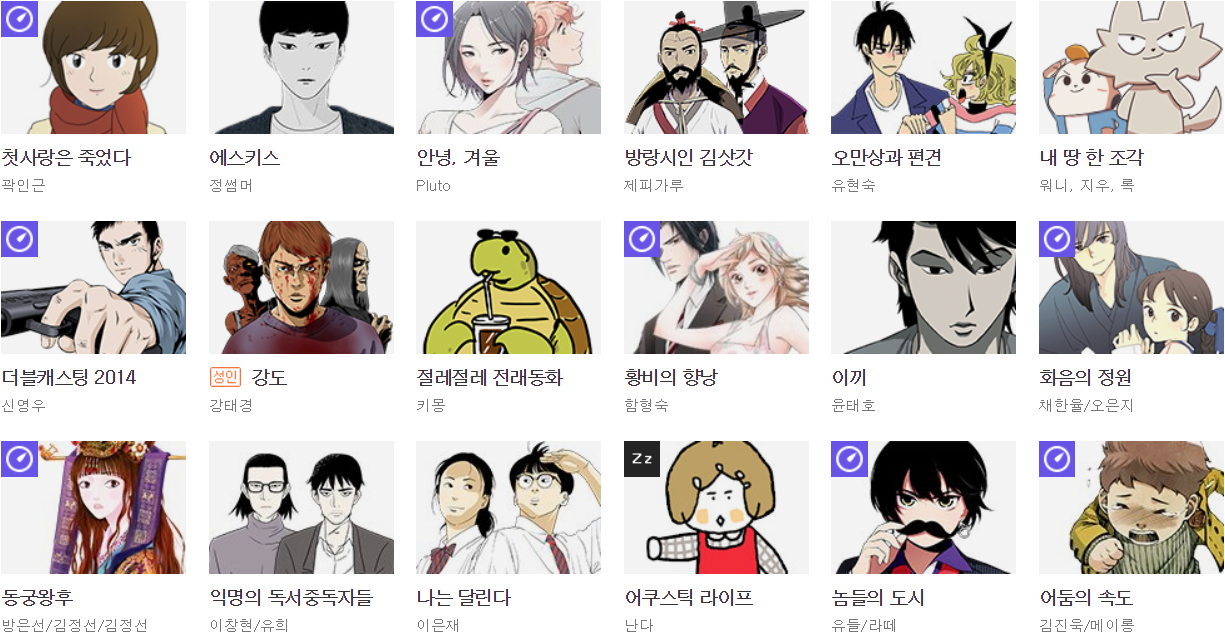 첫사랑은 죽었다
곽인근
에스키스
정썸머
안녕, 겨울
Pluto
방랑시인 김삿갓
제피가루
오만상과 편견
유현숙
내 땅 한 조각
워니, 지우, 록
더블캐스팅 2014
신영우
성인 강도
강태경
절레절레 전래동화
키몽
황비의 향낭
함형숙
이끼
윤태호
화음의 정원
채한율/오은지
동궁왕후
방은선/김정선/김정선
익명의 독서중독자들
이창현/유희
나는 달린다
이은재
Zz
어쿠스틱 라이프
난다
놈들의 도시
유들/라떼
어둠의 속도
김진욱/메이롱